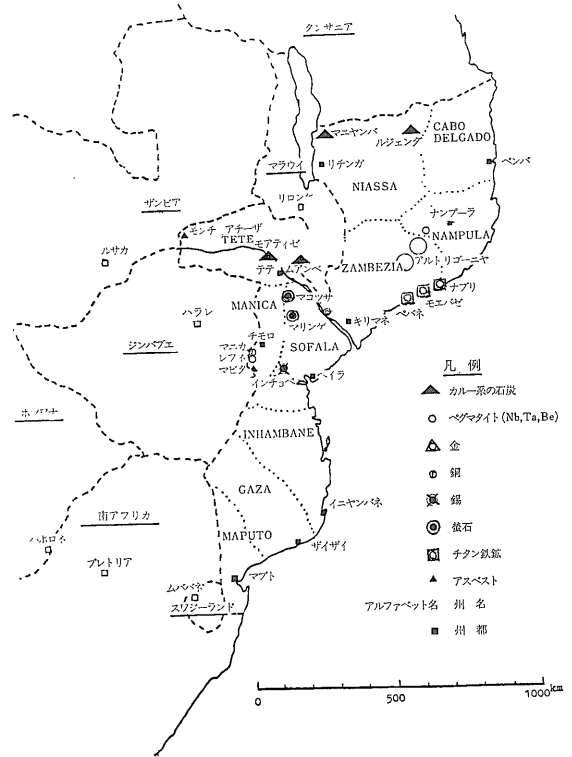 タンザニア
CABO
DELGADO
マニヤンバ
ルジェンダ
リチンガ
ペンバ
マラウイ
NIASSA
ザンビア
リロングェ
ナンプーラ
モンチ
アチーザ
TETE
モアティゼ
NAMPULA
ルサカ
アルトリゴーニャ
テテ
ムアンベ
ZAMBEZIA
ナブリ
モエバゼ
ペバネ
MANICA
マコッサ
ハラレ
マリンゲ
キリマネ
ジンバブエ
チモロ
SOFALA
マニカ
レフェ
マビタ
インチョペ
ベイラ
ボツワナ
INHAMBANE
GAZA
イニヤンバネ
南アフリカ
MAPUTO
ザイザイ
ハボロネ
プレトリア
ムババネ
マプト
スワジーランド
凡 例
カルー系の石炭
ペグマタイト(Nb,Ta,Be)
金
銅
錫
螢石
チタン鉄鉱
アスベスト
アルファベット名 州 名
州 都
0 500 1000km